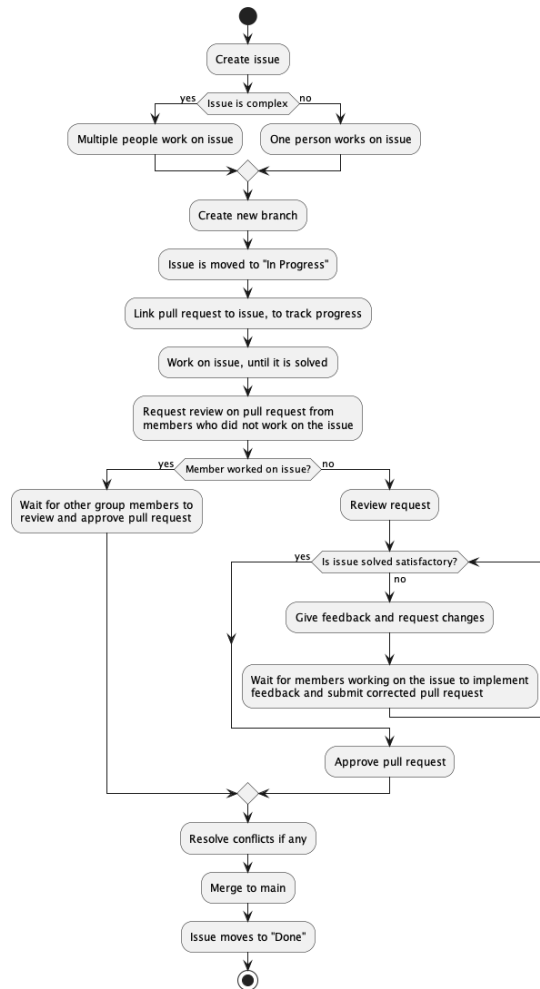 Create issue
yes
Issue is complex
no
Multiple people work on issue
One person works on issue
Create new branch
Issue is moved to "In Progress"
Link pull request to issue, to track progress
Work on issue, until it is solved
Request review on pull request from
members who did not work on the issue
yes
Member worked on issue?
no
Wait for other group members to
review and approve pull request
Review request
yes
Is issue solved satisfactory?
no
Give feedback and request changes
Wait for members working on the issue to implement
feedback and submit corrected pull request
Approve pull request
Resolve conflicts if any
Merge to main
Issue moves to "Done"